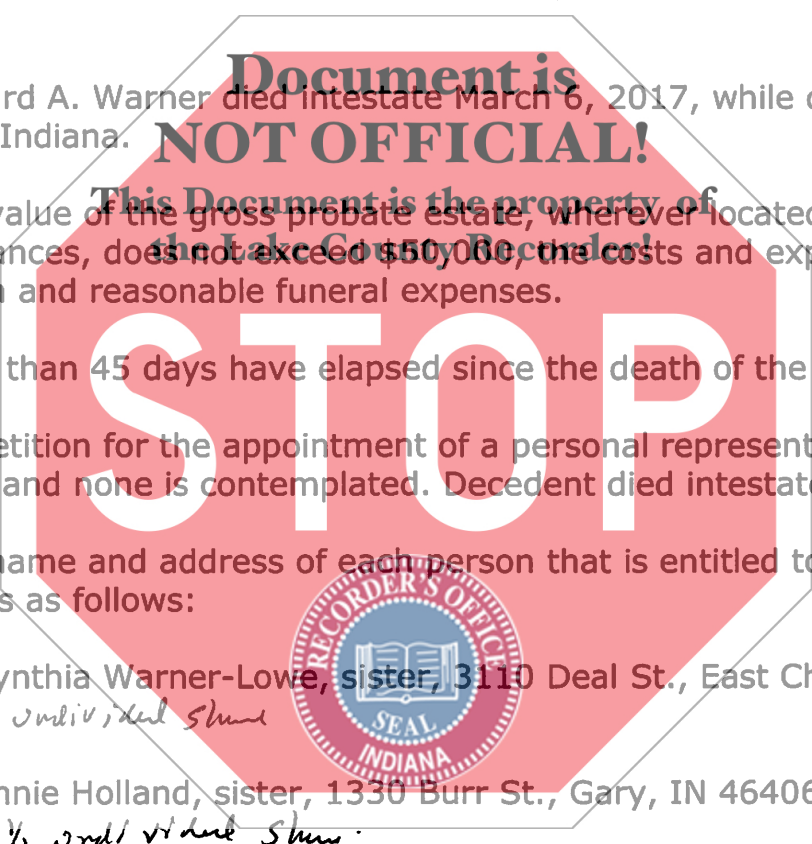 Document is
rd A. Warner died intestate March 6, 2017, while
Indiana.
NOT OFFICIAL!
This Document is the property of
value of the gross probate estate, wherever located
the Lake County Recorder!
ances, does not exceed $50,000, the costs and exp
and reasonable funeral expenses.
STOP
than 45 days have elapsed since the death of the
etition for the appointment of a personal represent
and none is contemplated. Decedent died intestate
name and address of each person that is entitled to
s as follows:
RECORDER'S OFFICE
ynthia Warner-Lowe, sister, 3110 Deal St., East Ch
undivided share
SEAL
INDIANA
nnie Holland, sister, 1330 Burr St., Gary, IN 46406
undivided share